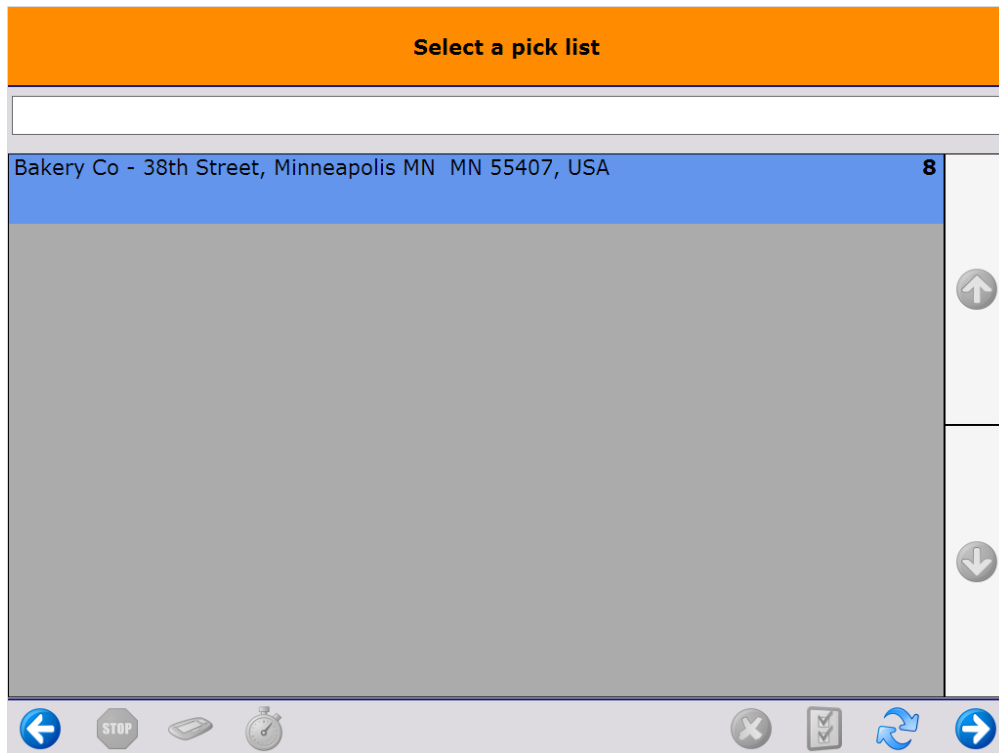 Select a pick list
Bakery Co - 38th Street, Minneapolis MN  MN 55407, USA 8
STOP